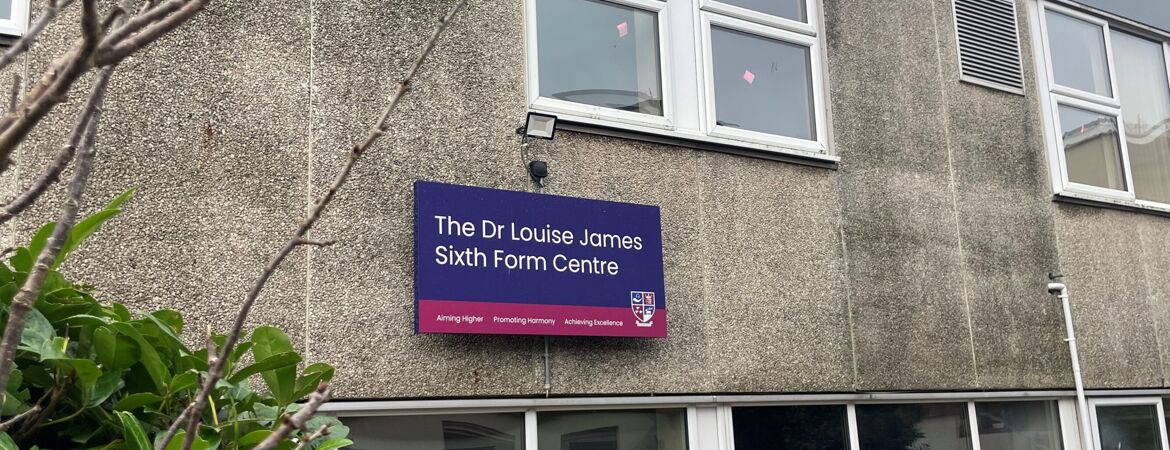 The Dr Louise James
Sixth Form Centre
Aiming Higher Promoting Harmony Achieving Excellence